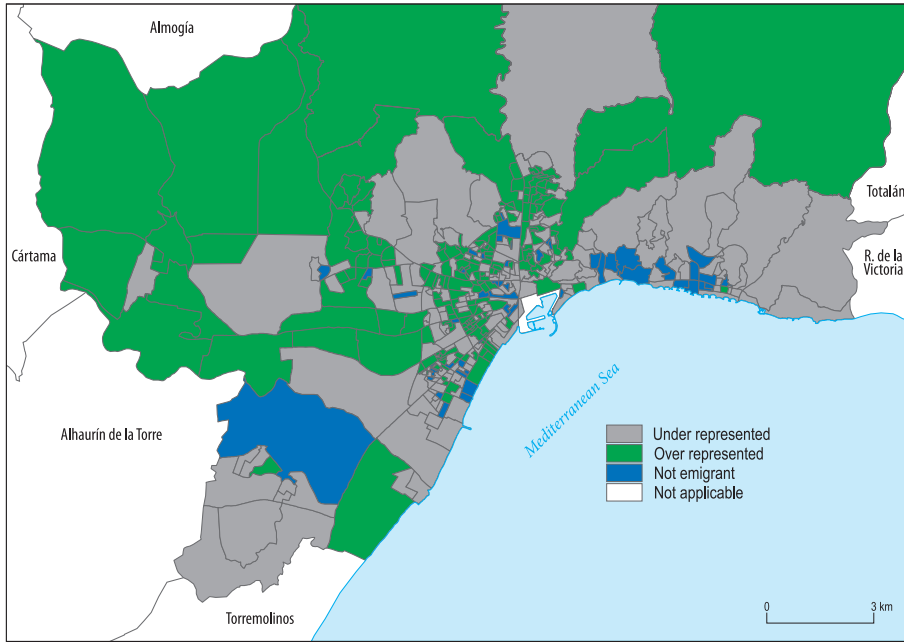 Almogía
Totalán
Cártama
R. de la
Victoria
Mediterranean Sea
Alhaurín de la Torre
Under represented
Over represented
Not emigrant
Not applicable
Torremolinos
0
3 km